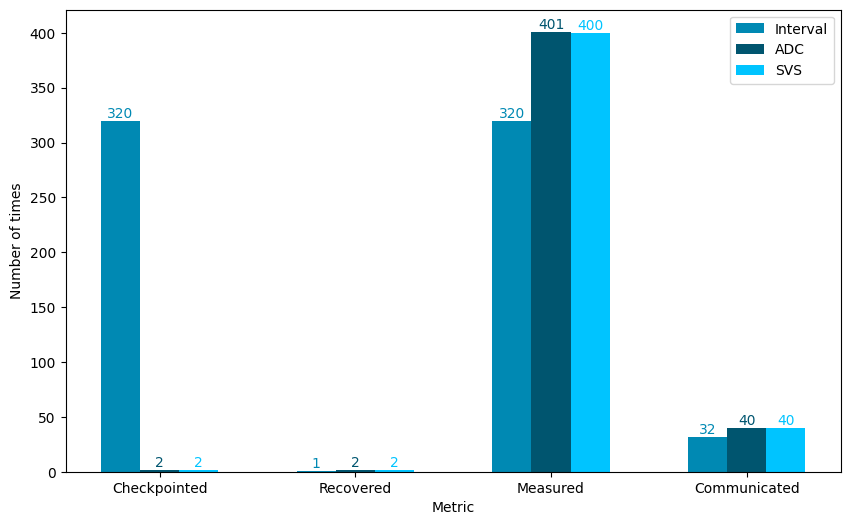 Interval
ADC
SVS
400
350
300
250
200
150
100
50
0
Number of times
320
2
2
1
2
2
320
401
400
32
40
40
Checkpointed
Recovered
Measured
Communicated
Metric